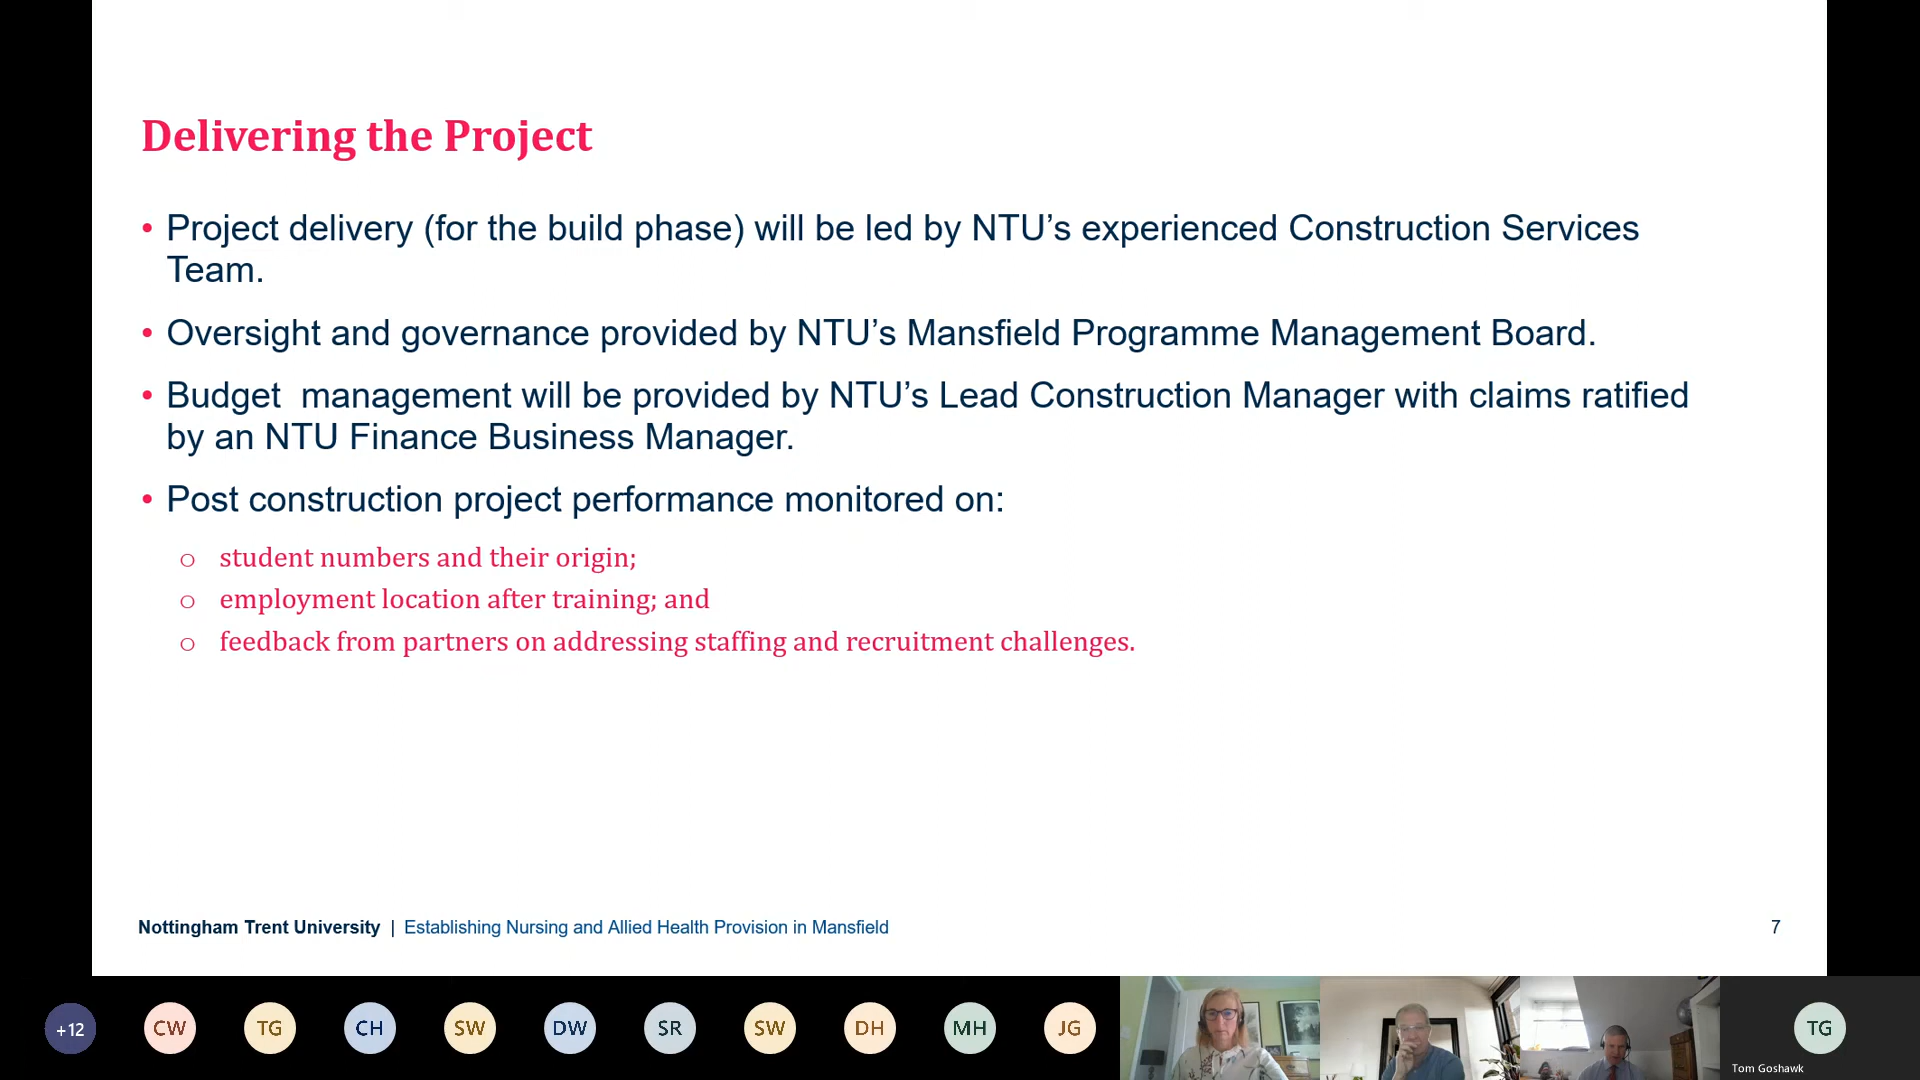 Delivering the Project
• Project delivery (for the build phase) will be led by NTU’s experienced Construction Services
Team.
• Oversight and governance provided by NTU’s Mansfield Programme Management Board.
• Budget  management will be provided by NTU’s Lead Construction Manager with claims ratified
by an NTU Finance Business Manager.
• Post construction project performance monitored on:
o student numbers and their origin;
o employment location after training; and
o feedback from partners on addressing staffing and recruitment challenges.
Nottingham Trent University | Establishing Nursing and Allied Health Provision in Mansfield 7
+12 CW TG CH SW DW SR SW DH MH JG TG
Tom Goshawk